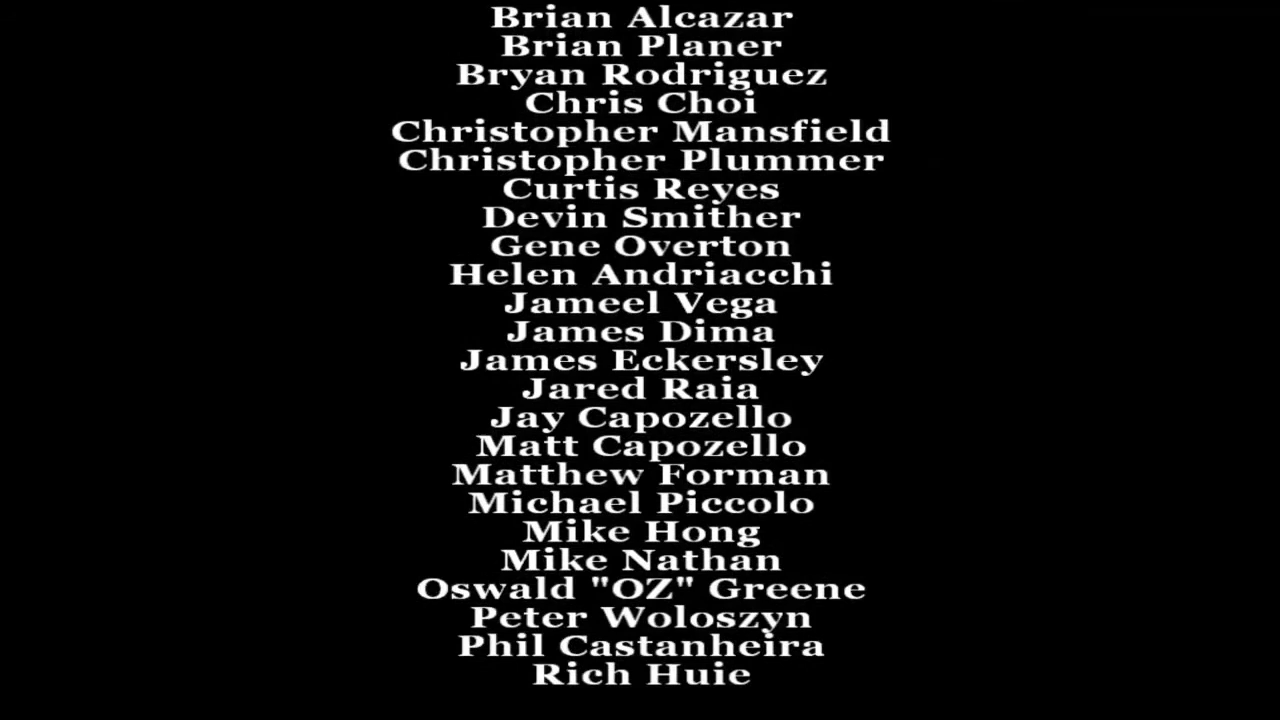 Brian Alcazar
Brian Planer
Bryan Rodriguez
Chris Choi
Christopher Mansfield
Christopher Plummer
Curtis Reyes
Devin Smither
Gene Overton
Helen Andriacchi
Jameel Vega
James Dima
James Eckersley
Jared Raia
Jay Capozello
Matt Capozello
Matthew Forman
Michael Piccolo
Mike Hong
Mike Nathan
Oswald "OZ" Greene
Peter Woloszyn
Phil Castanheira
Rich Huie